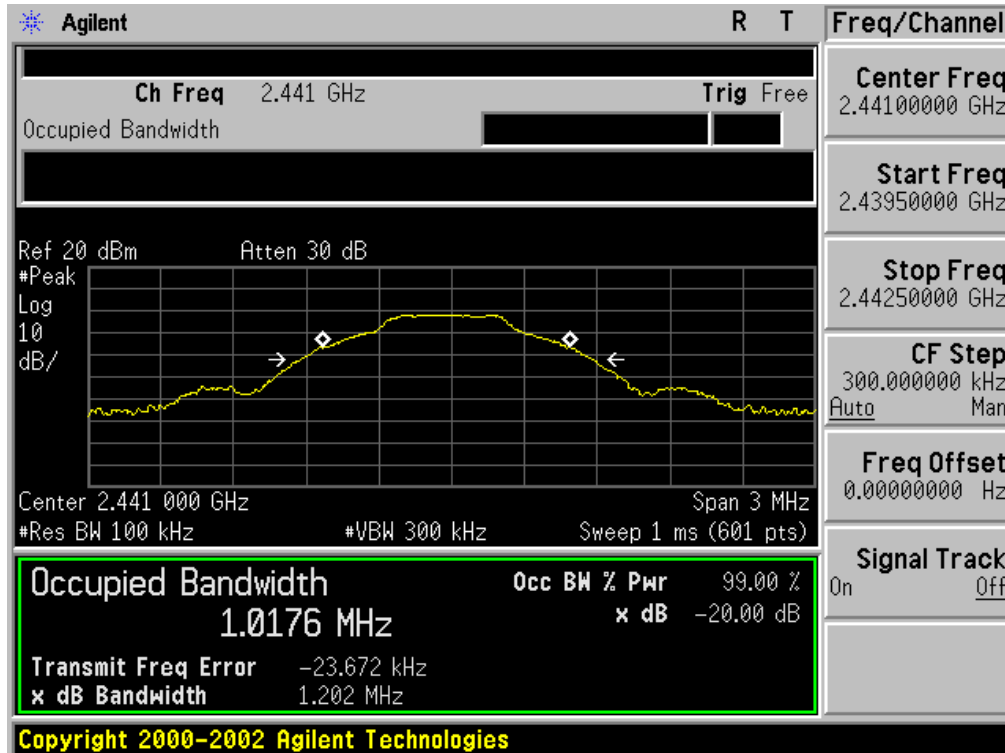 Agilent R T Freq/Channel
Ch Freq 2.441 GHz Trig Free
Occupied Bandwidth
Center Freq
2.44100000 GHz
Start Freq
2.43950000 GHz
Stop Freq
2.44250000 GHz
CF Step
300.000000 kHz
Auto Man
Freq Offset
0.00000000 Hz
Signal Track
On Off
Ref 20 dBm Atten 30 dB
#Peak
Log
10
dB/
Center 2.441 000 GHz Span 3 MHz
#Res BW 100 kHz #VBW 300 kHz Sweep 1 ms (601 pts)
Occupied Bandwidth Occ BW % Pwr 99.00 %
1.0176 MHz x dB -20.00 dB
Transmit Freq Error -23.672 kHz
x dB Bandwidth 1.202 MHz
Copyright 2000-2002 Agilent Technologies